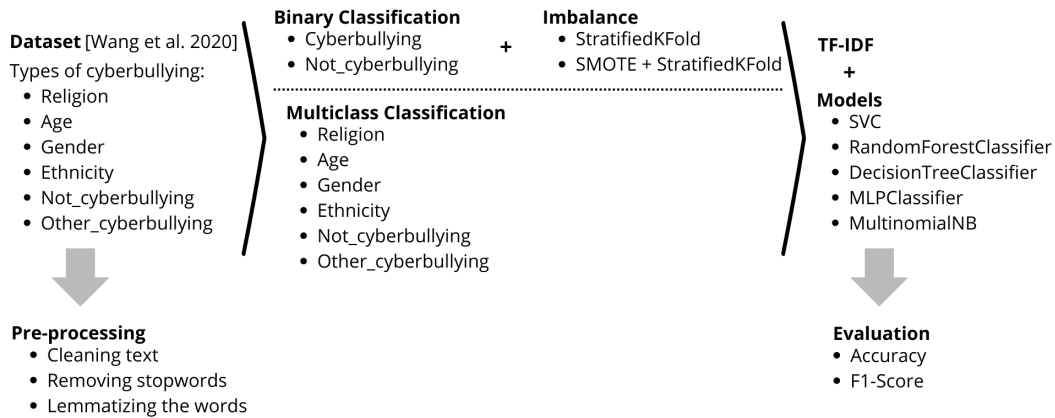 Dataset [Wang et al. 2020]
Types of cyberbullying:
• Religion
• Age
• Gender
• Ethnicity
• Not_cyberbullying
• Other_cyberbullying
Pre-processing
• Cleaning text
• Removing stopwords
• Lemmatizing the words
Binary Classification
• Cyberbullying
• Not_cyberbullying
+
Imbalance
• StratifiedKFold
• SMOTE + StratifiedKFold
Multiclass Classification
• Religion
• Age
• Gender
• Ethnicity
• Not_cyberbullying
• Other_cyberbullying
TF-IDF
+
Models
• SVC
• RandomForestClassifier
• DecisionTreeClassifier
• MLPClassifier
• MultinomialNB
Evaluation
• Accuracy
• F1-Score